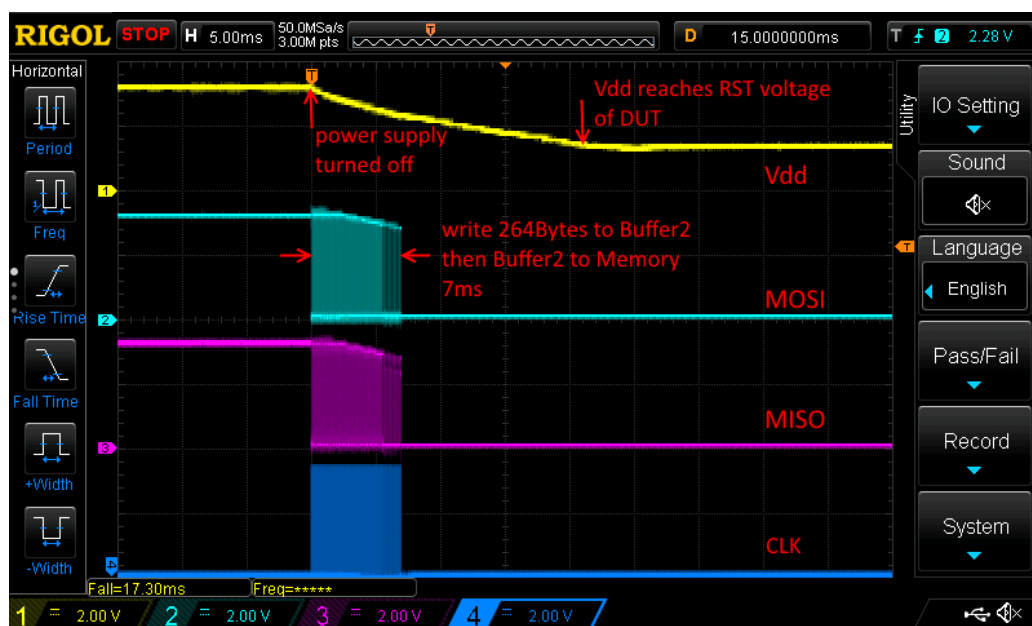 RIGOL STOP H 5.00ms 50.0MSa/s 3.00M pts T D 15.0000000ms T 2 2.28 V
Horizontal
Period
Freq
Rise Time
Fall Time
+Width
-Width
T
Vdd reaches RST voltage
of DUT
power supply
turned off
Vdd
1
write 264Bytes to Buffer2
then Buffer2 to Memory
7ms
MOSI
2
MISO
3
CLK
T
Utility
IO Setting
Sound
Language
English
Pass/Fail
Record
System
Fall=17.30ms Freq=*****
1 = 2.00 V 2 = 2.00 V 3 = 2.00 V 4 = 2.00 V